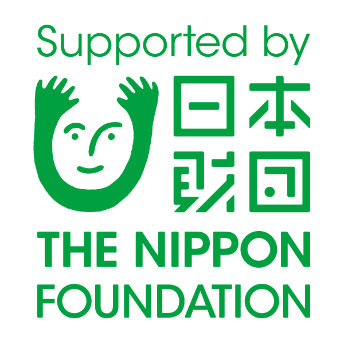 Supported by
日本
財団
THE NIPPON
FOUNDATION